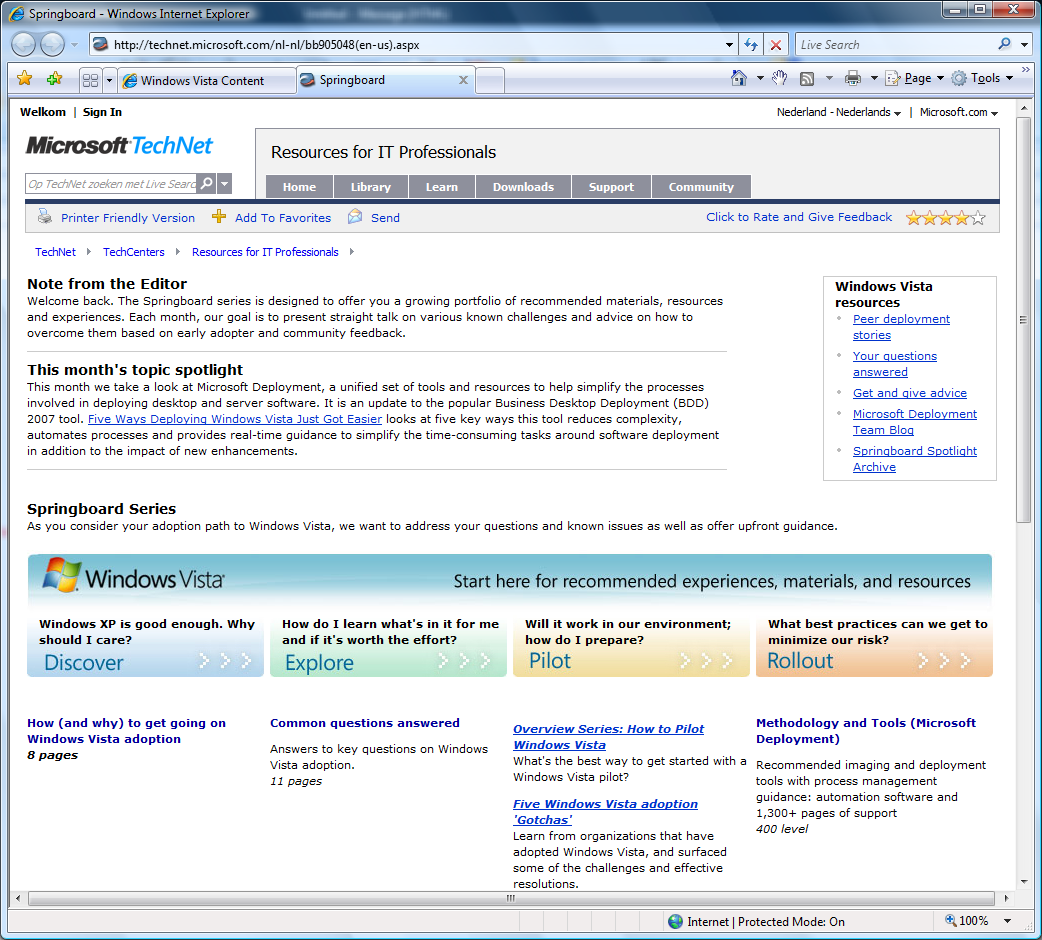 Springboard - Windows Internet Explorer
http://technet.microsoft.com/nl-nl/bb905048(en-us).aspx
Live Search
Windows Vista Content
Springboard
Page
Tools
Welkom | Sign In
Nederland - Nederlands | Microsoft.com
Microsoft TechNet
Resources for IT Professionals
Op TechNet zoeken met Live Searc
Home
Library
Learn
Downloads
Support
Community
Printer Friendly Version
Add To Favorites
Send
Click to Rate and Give Feedback
TechNet
TechCenters
Resources for IT Professionals
Note from the Editor
Welcome back. The Springboard series is designed to offer you a growing portfolio of recommended materials, resources
and experiences. Each month, our goal is to present straight talk on various known challenges and advice on how to
overcome them based on early adopter and community feedback.
This month's topic spotlight
This month we take a look at Microsoft Deployment, a unified set of tools and resources to help simplify the processes
involved in deploying desktop and server software. It is an update to the popular Business Desktop Deployment (BDD)
2007 tool. Five Ways Deploying Windows Vista Just Got Easier looks at five key ways this tool reduces complexity,
automates processes and provides real-time guidance to simplify the time-consuming tasks around software deployment
in addition to the impact of new enhancements.
Windows Vista
resources
Peer deployment
stories
Your questions
answered
Get and give advice
Microsoft Deployment
Team Blog
Springboard Spotlight
Archive
Springboard Series
As you consider your adoption path to Windows Vista, we want to address your questions and known issues as well as offer upfront guidance.
Windows Vista
Start here for recommended experiences, materials, and resources
Windows XP is good enough. Why
should I care?
Discover
How do I learn what's in it for me
and if it's worth the effort?
Explore
Will it work in our environment;
how do I prepare?
Pilot
What best practices can we get to
minimize our risk?
Rollout
How (and why) to get going on
Windows Vista adoption
8 pages
Common questions answered
Answers to key questions on Windows
Vista adoption.
11 pages
Overview Series: How to Pilot
Windows Vista
What's the best way to get started with a
Windows Vista pilot?
Five Windows Vista adoption
'Gotchas'
Learn from organizations that have
adopted Windows Vista, and surfaced
some of the challenges and effective
resolutions.
Methodology and Tools (Microsoft
Deployment)
Recommended imaging and deployment
tools with process management
guidance: automation software and
1,300+ pages of support
400 level
Internet | Protected Mode: On
100%